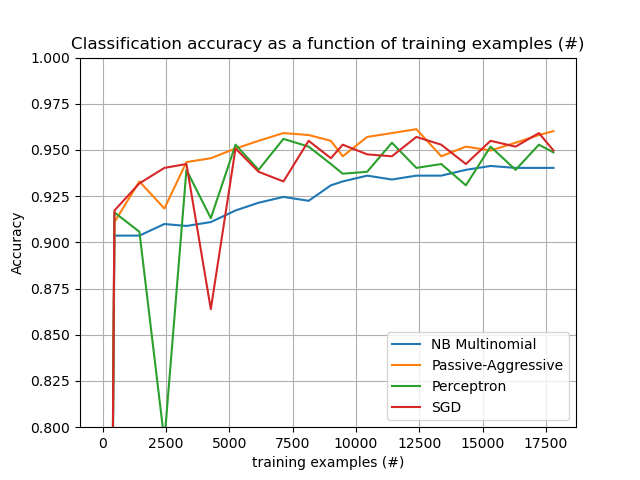 Classification accuracy as a function of training examples (#)
1.000
0.975
0.950
0.925
0.900
0.875
0.850
0.825
0.800
Accuracy
NB Multinomial
Passive-Aggressive
Perceptron
SGD
0 2500 5000 7500 10000 12500 15000 17500
training examples (#)